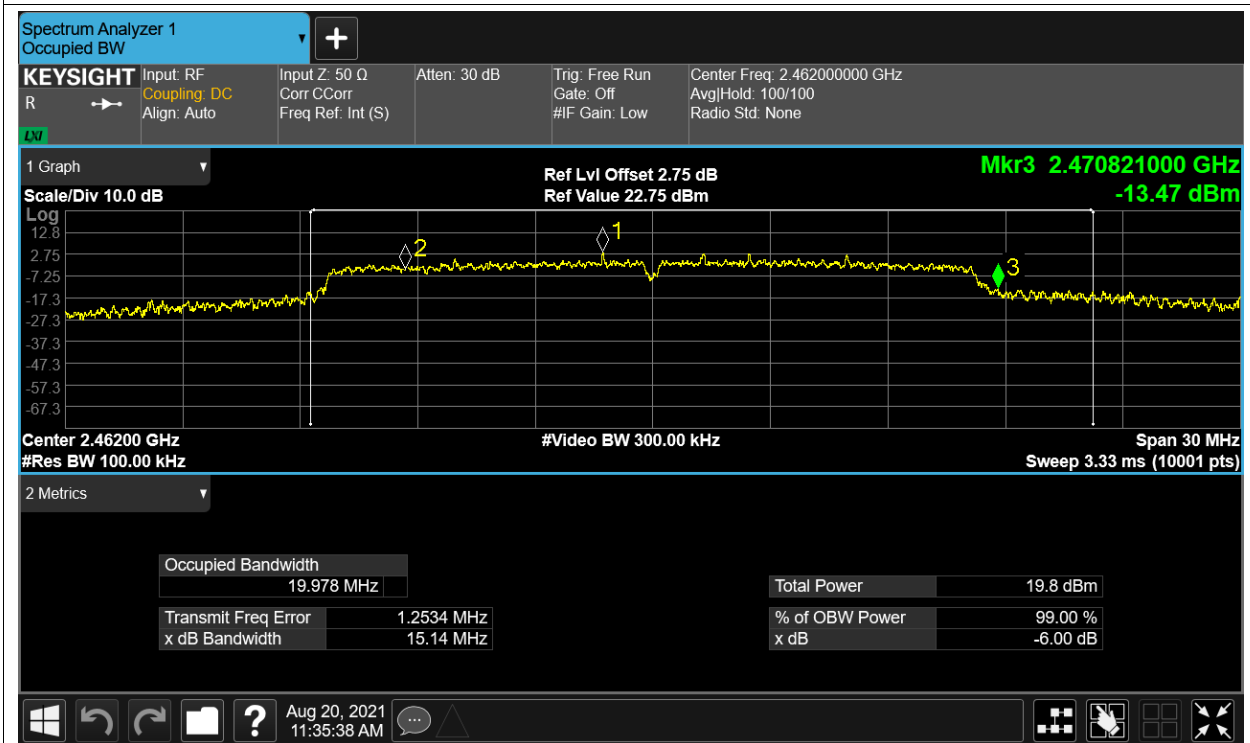 Spectrum Analyzer 1
Occupied BW
KEYSIGHT
R
LXI
Input: RF
Coupling: DC
Align: Auto
Input Z: 50 Ω
Corr CCorr
Freq Ref: Int (S)
Atten: 30 dB
Trig: Free Run
Gate: Off
#IF Gain: Low
Center Freq: 2.462000000 GHz
Avg|Hold: 100/100
Radio Std: None
1 Graph
Scale/Div 10.0 dB
Ref Lvl Offset 2.75 dB
Ref Value 22.75 dBm
Mkr3 2.470821000 GHz
-13.47 dBm
Log
12.8
2.75
-7.25
-17.3
-27.3
-37.3
-47.3
-57.3
-67.3
1
2
3
Center 2.46200 GHz
#Video BW 300.00 kHz
Span 30 MHz
#Res BW 100.00 kHz
Sweep 3.33 ms (10001 pts)
2 Metrics
Occupied Bandwidth
19.978 MHz
Transmit Freq Error 1.2534 MHz
x dB Bandwidth 15.14 MHz
Total Power 19.8 dBm
% of OBW Power 99.00 %
x dB -6.00 dB
?
Aug 20, 2021
11:35:38 AM